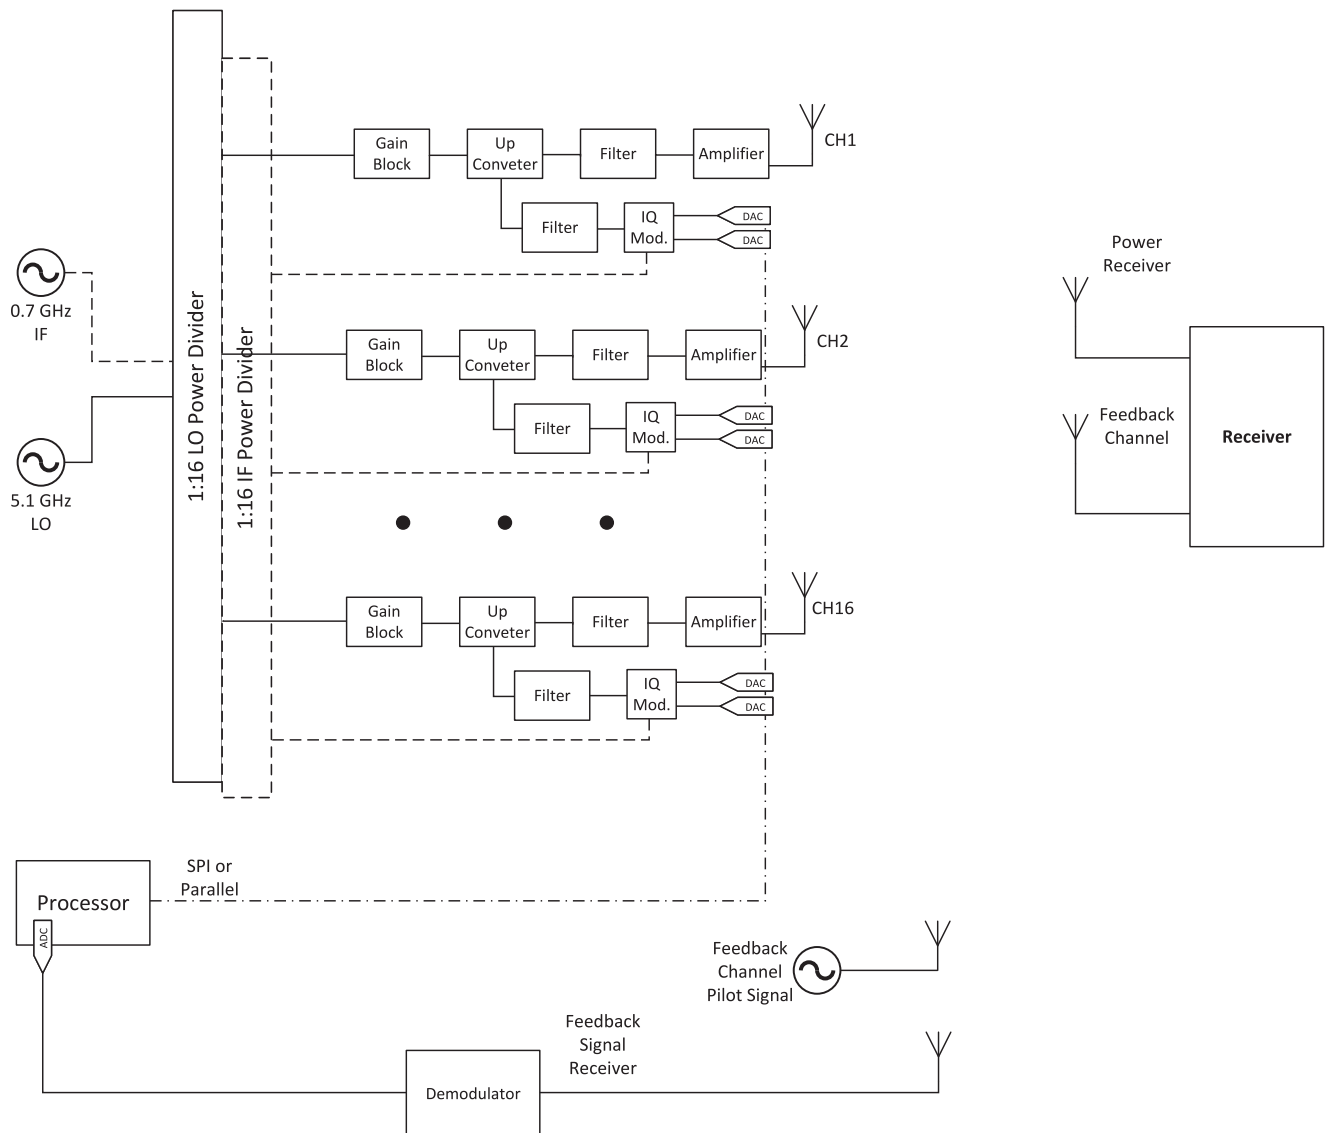 CH1
Gain
Block
Up
Conveter
Filter
Amplifier
Filter
IQ
Mod.
DAC
DAC
0.7 GHz
IF
5.1 GHz
LO
1:16 LO Power Divider
1:16 IF Power Divider
CH2
Gain
Block
Up
Conveter
Filter
Amplifier
Filter
IQ
Mod.
DAC
DAC
Power
Receiver
Feedback
Channel
Receiver
CH16
Gain
Block
Up
Conveter
Filter
Amplifier
Filter
IQ
Mod.
DAC
DAC
SPI or
Parallel
Processor
ADC
Feedback
Channel
Pilot Signal
Feedback
Signal
Receiver
Demodulator